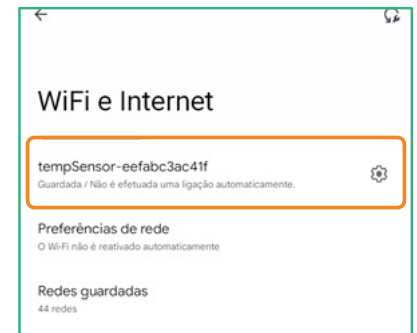 WiFi e Internet
tempSensor-eefabc3ac41f
Guardada / Não é efetuada uma ligação automaticamente.
Preferências de rede
O Wi-Fi não é reativado automaticamente
Redes guardadas
44 redes